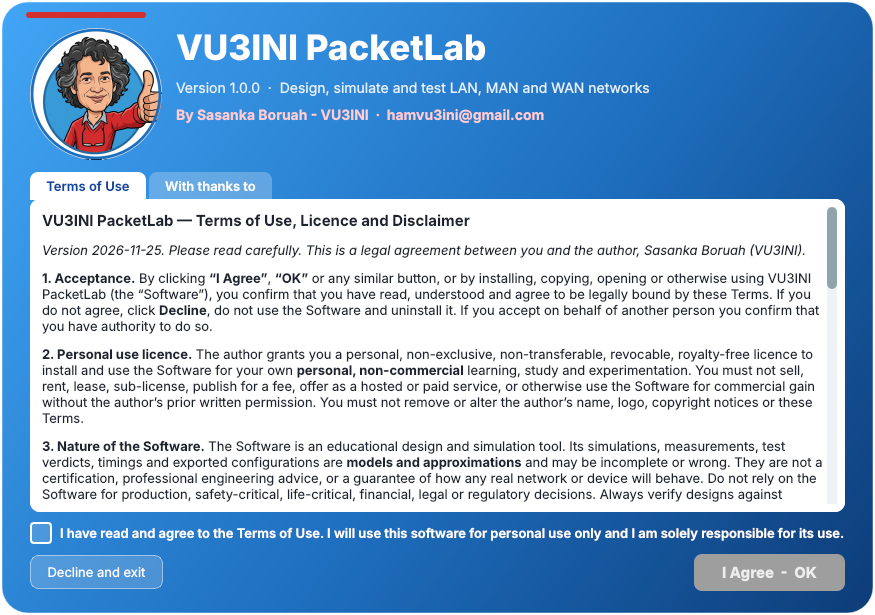 VU3INI PacketLab
Version 1.0.0 · Design, simulate and test LAN, MAN and WAN networks
By Sasanka Boruah - VU3INI · hamvu3ini@gmail.com
Terms of Use
With thanks to
VU3INI PacketLab — Terms of Use, Licence and Disclaimer
Version 2026-11-25. Please read carefully. This is a legal agreement between you and the author, Sasanka Boruah (VU3INI).
1. Acceptance. By clicking “I Agree”, “OK” or any similar button, or by installing, copying, opening or otherwise using VU3INI
PacketLab (the “Software”), you confirm that you have read, understood and agree to be legally bound by these Terms. If you
do not agree, click Decline, do not use the Software and uninstall it. If you accept on behalf of another person you confirm that
you have authority to do so.
2. Personal use licence. The author grants you a personal, non-exclusive, non-transferable, revocable, royalty-free licence to
install and use the Software for your own personal, non-commercial learning, study and experimentation. You must not sell,
rent, lease, sub-license, publish for a fee, offer as a hosted or paid service, or otherwise use the Software for commercial gain
without the author’s prior written permission. You must not remove or alter the author’s name, logo, copyright notices or these
Terms.
3. Nature of the Software. The Software is an educational design and simulation tool. Its simulations, measurements, test
verdicts, timings and exported configurations are models and approximations and may be incomplete or wrong. They are not a
certification, professional engineering advice, or a guarantee of how any real network or device will behave. Do not rely on the
Software for production, safety-critical, life-critical, financial, legal or regulatory decisions. Always verify designs against
I have read and agree to the Terms of Use. I will use this software for personal use only and I am solely responsible for its use.
Decline and exit
I Agree - OK